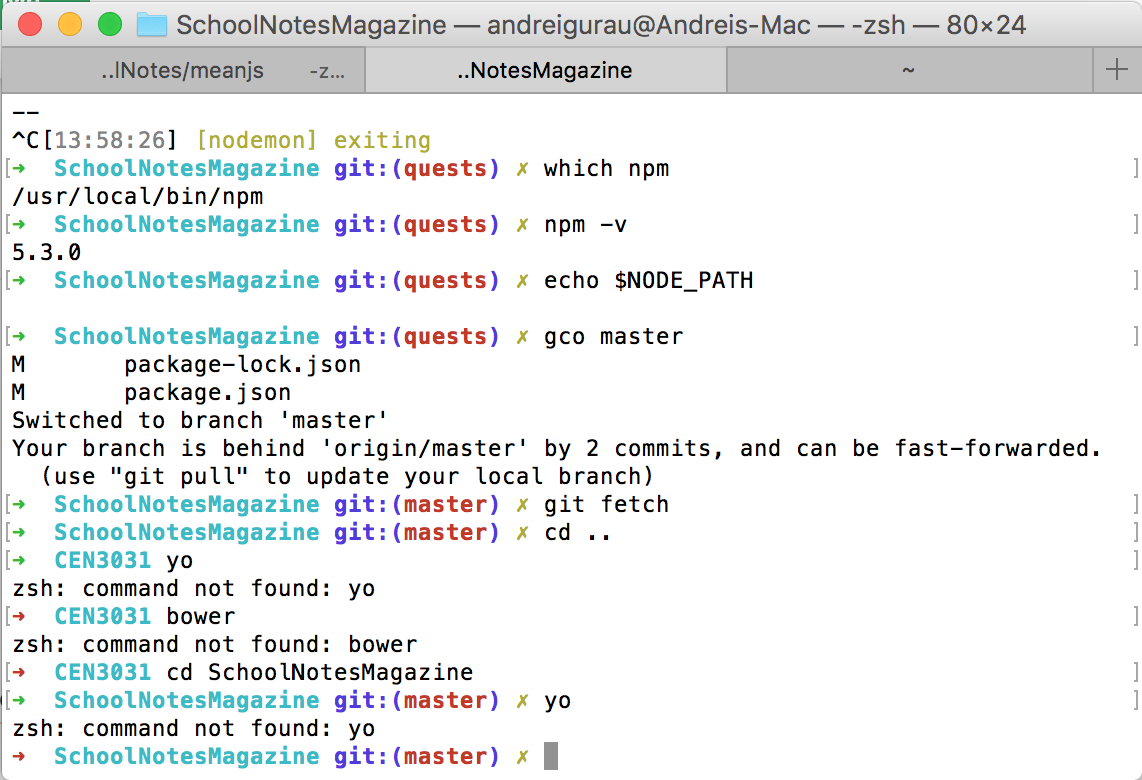 SchoolNotesMagazine — andreigurau@Andreis-Mac — -zsh — 80×24
..lNotes/meanjs -z... ..NotesMagazine ~ +
--
^C[13:58:26] [nodemon] exiting
[➜  SchoolNotesMagazine git:(quests) ✗ which npm ]
/usr/local/bin/npm
[➜  SchoolNotesMagazine git:(quests) ✗ npm -v ]
5.3.0
[➜  SchoolNotesMagazine git:(quests) ✗ echo $NODE_PATH ]
[➜  SchoolNotesMagazine git:(quests) ✗ gco master ]
M       package-lock.json
M       package.json
Switched to branch 'master'
Your branch is behind 'origin/master' by 2 commits, and can be fast-forwarded.
  (use "git pull" to update your local branch)
[➜  SchoolNotesMagazine git:(master) ✗ git fetch ]
[➜  SchoolNotesMagazine git:(master) ✗ cd .. ]
[➜  CEN3031 yo ]
zsh: command not found: yo
[➜  CEN3031 bower ]
zsh: command not found: bower
[➜  CEN3031 cd SchoolNotesMagazine ]
[➜  SchoolNotesMagazine git:(master) ✗ yo ]
zsh: command not found: yo
➜  SchoolNotesMagazine git:(master) ✗